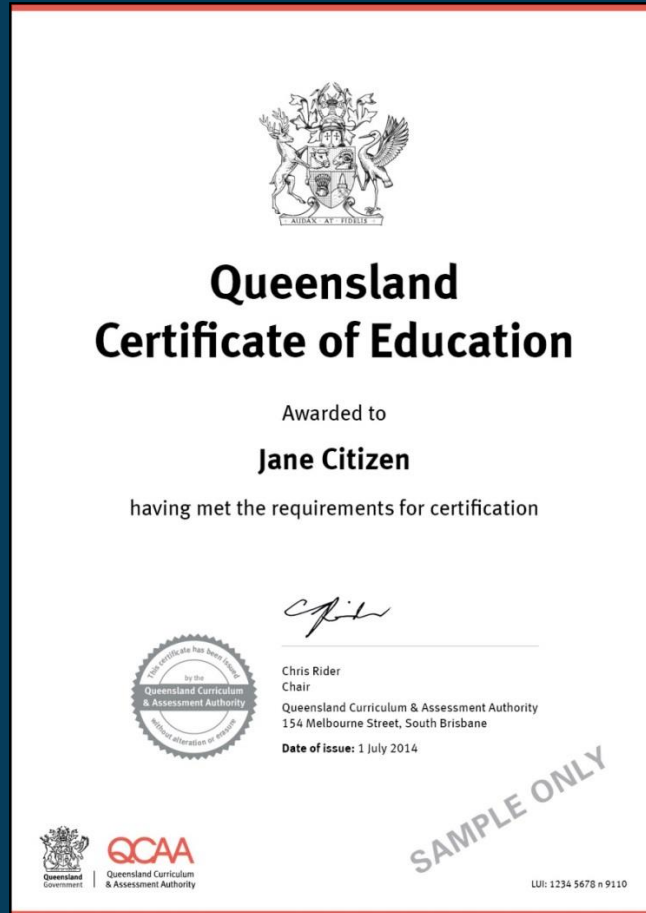 AUDAX AT FIDELIS
Queensland
Certificate of Education
Awarded to
Jane Citizen
having met the requirements for certification
This certificate has been issued
by the
Queensland Curriculum
& Assessment Authority
without alteration or erasure
Chris Rider
Chair
Queensland Curriculum & Assessment Authority
154 Melbourne Street, South Brisbane
Date of issue: 1 July 2014
SAMPLE ONLY
Queensland
Government
QCAA
Queensland Curriculum
& Assessment Authority
LUI: 1234 5678 n 9110